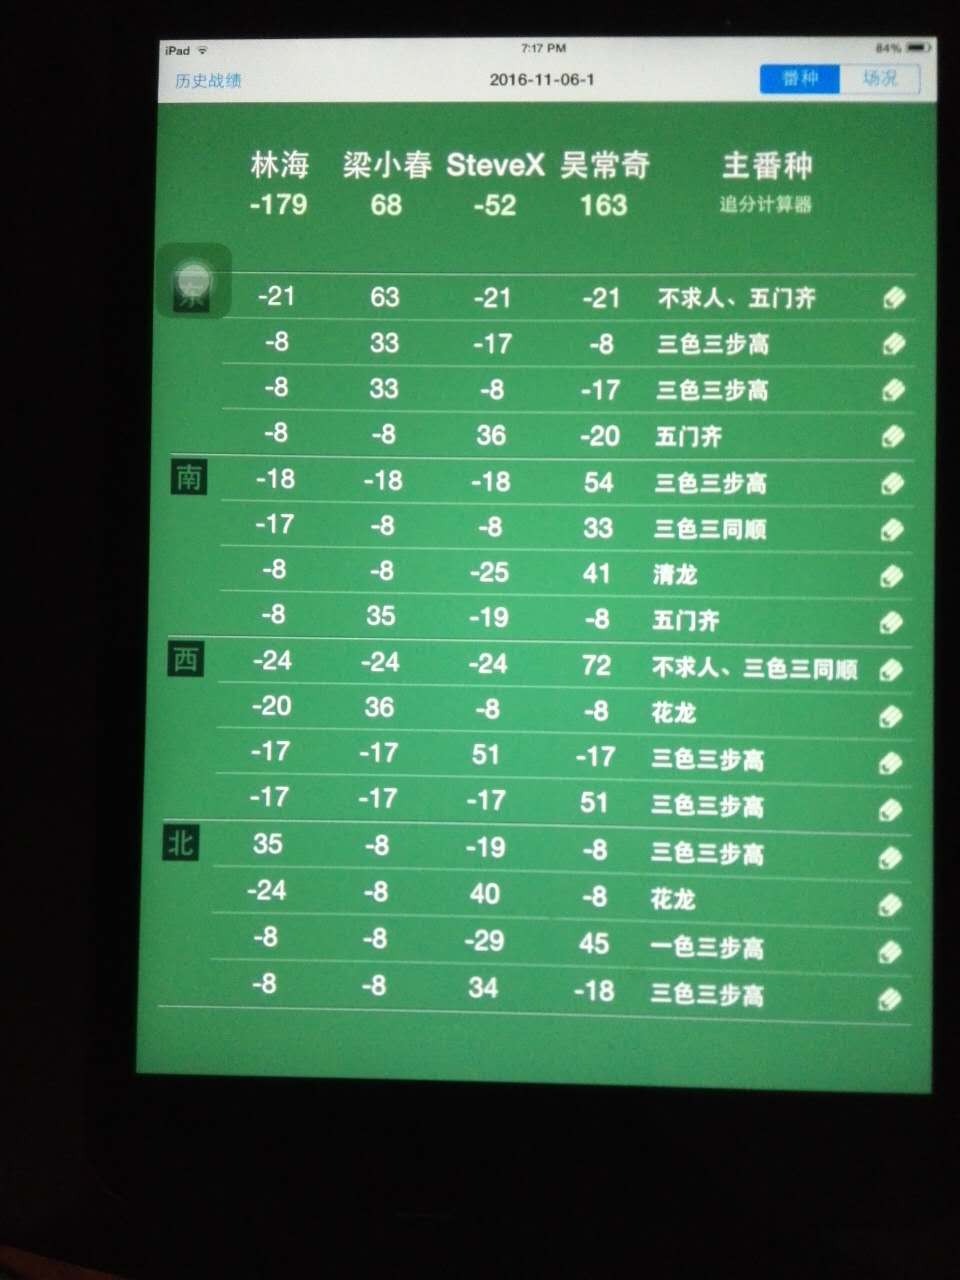 iPad 7:17 PM 84%
历史战绩 2016-11-06-1 番种 场况
林海 梁小春 SteveX 吴常奇 主番种
-179 68 -52 163 追分计算器
东 -21 63 -21 -21 不求人、五门齐
-8 33 -17 -8 三色三步高
-8 33 -8 -17 三色三步高
-8 -8 36 -20 五门齐
南 -18 -18 -18 54 三色三步高
-17 -8 -8 33 三色三同顺
-8 -8 -25 41 清龙
-8 35 -19 -8 五门齐
西 -24 -24 -24 72 不求人、三色三同顺
-20 36 -8 -8 花龙
-17 -17 51 -17 三色三步高
-17 -17 -17 51 三色三步高
北 35 -8 -19 -8 三色三步高
-24 -8 40 -8 花龙
-8 -8 -29 45 一色三步高
-8 -8 34 -18 三色三步高